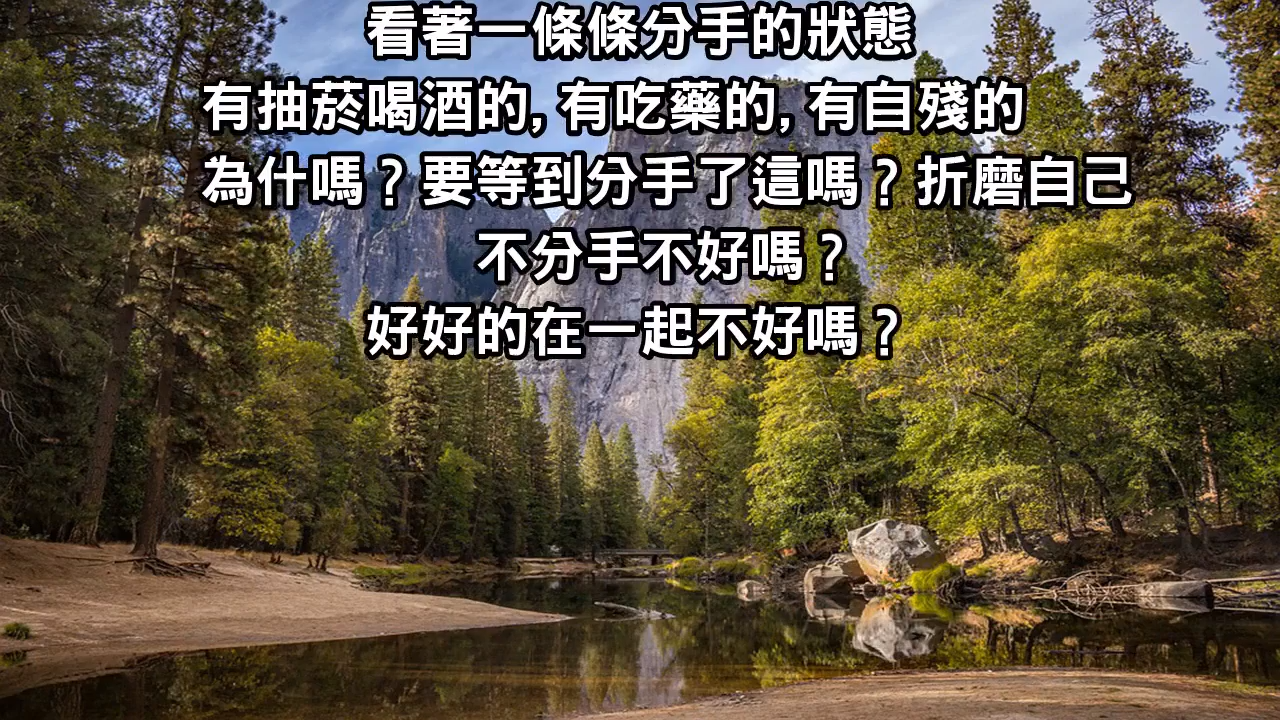 看著一條條分手的狀態
有抽菸喝酒的,有吃藥的,有自殘的
為什嗎？要等到分手了這嗎？折磨自己
不分手不好嗎？
好好的在一起不好嗎？